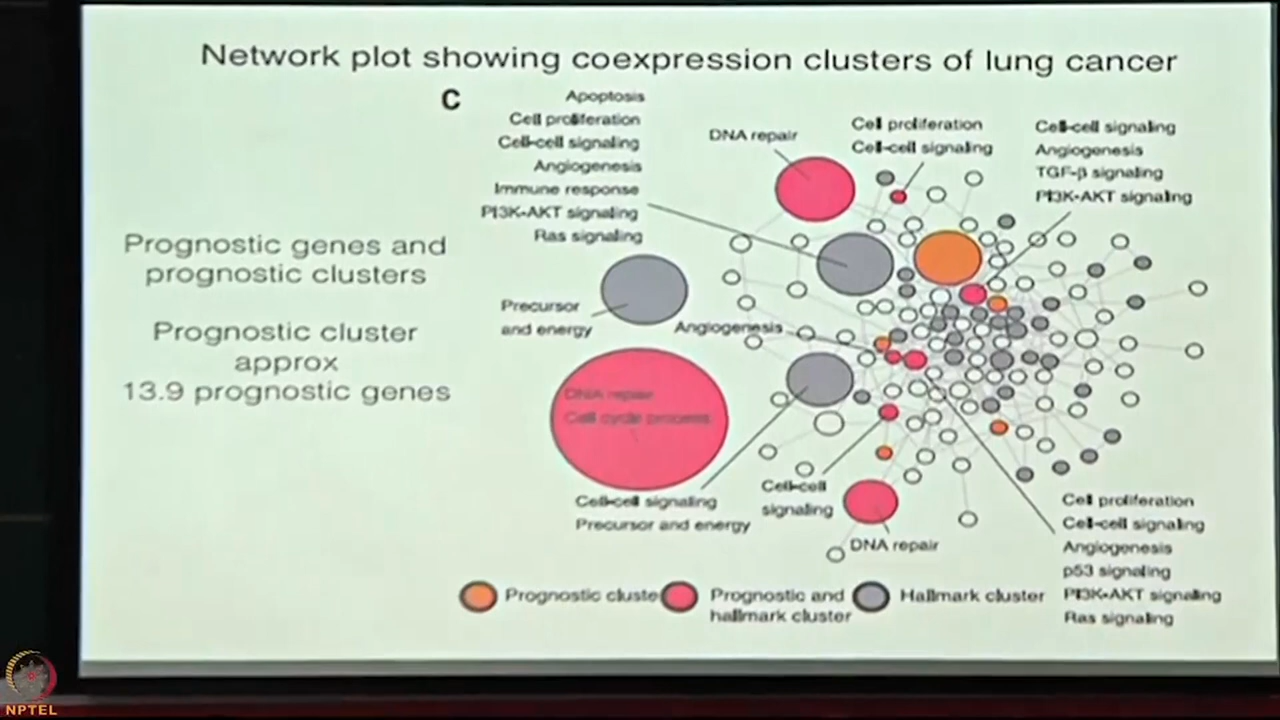 Network plot showing coexpression clusters of lung cancer
C
Apoptosis
Cell proliferation
Cell-cell signaling
Angiogenesis
Immune response
PI3K-AKT signaling
Ras signaling
DNA repair
Cell proliferation
Cell-cell signaling
Cell-cell signaling
Angiogenesis
TGF-β signaling
PI3K-AKT signaling
Prognostic genes and
prognostic clusters
Prognostic cluster
approx
13.9 prognostic genes
Precursor
and energy
Angiogenesis
DNA repair
Cell cycle process
Cell-cell signaling
Precursor and energy
Cell-cell
signaling
DNA repair
Cell proliferation
Cell-cell signaling
Angiogenesis
p53 signaling
PI3K-AKT signaling
Ras signaling
Prognostic cluste
Prognostic and
hallmark cluster
Hallmark cluster
NPTEL